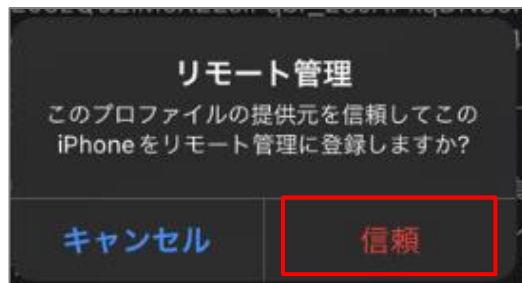 リモート管理
このプロファイルの提供元を信頼してこの
iPhoneをリモート管理に登録しますか?
キャンセル
信頼